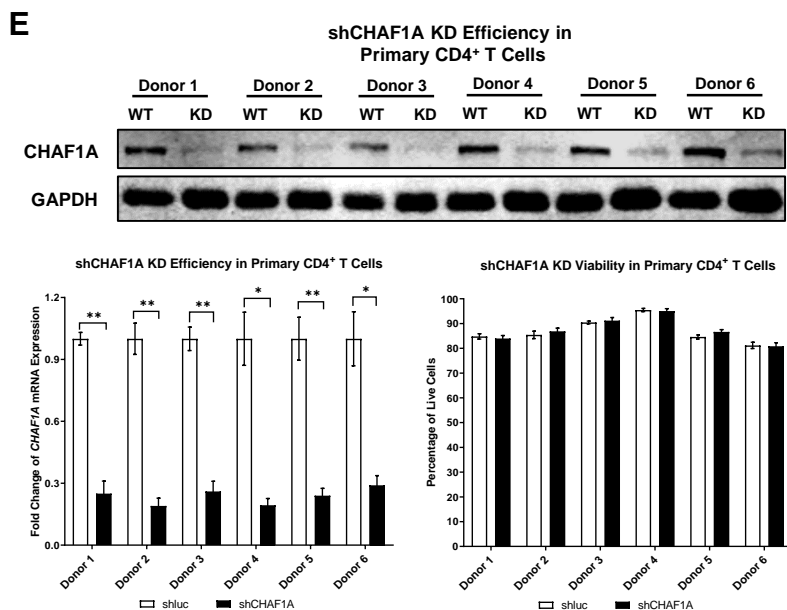 E
shCHAF1A KD Efficiency in
Primary CD4⁺ T Cells
Donor 1 Donor 2 Donor 3 Donor 4 Donor 5 Donor 6
WT KD WT KD WT KD WT KD WT KD WT KD
CHAF1A
GAPDH
shCHAF1A KD Efficiency in Primary CD4⁺ T Cells
Fold Change of CHAF1A mRNA Expression
1.2
0.9
0.6
0.3
0.0
** ** ** * ** *
Donor 1 Donor 2 Donor 3 Donor 4 Donor 5 Donor 6
shluc shCHAF1A
shCHAF1A KD Viability in Primary CD4⁺ T Cells
Percentage of Live Cells
100
90
80
70
60
50
40
30
20
10
0
Donor 1 Donor 2 Donor 3 Donor 4 Donor 5 Donor 6
shluc shCHAF1A